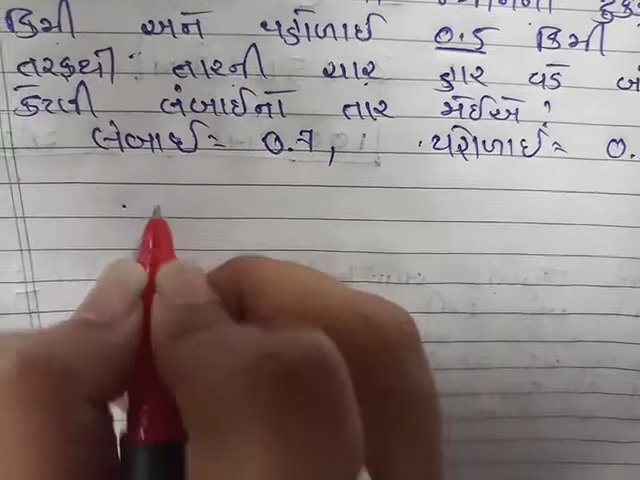 કિમી અને પહોળાઈ 0.5 કિમી
તરફથી તારની ચાર હાર વડે
કેટલી લંબાઈનો તાર જોઈએ?
લંબાઈ = 0.7, પહોળાઈ = 0.